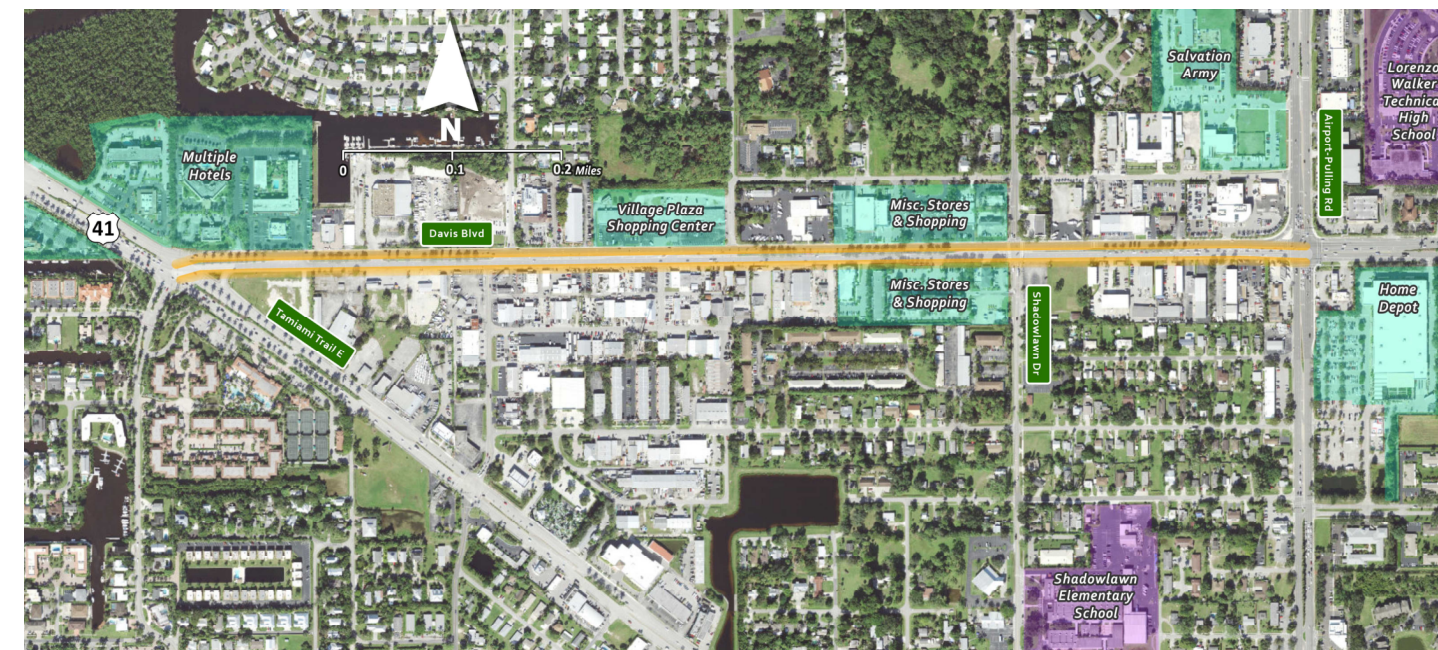 Salvation
Army
Lorenzo
Walker
Technica
High
School
Airport-Pulling Rd
N
0
0.1
0.2 Miles
Multiple
Hotels
41
Davis Blvd
Village Plaza
Shopping Center
Misc. Stores
& Shopping
Misc. Stores
& Shopping
Home
Depot
Tamiami Trail E
Shadowlawn Dr
Shadowlawn
Elementary
School